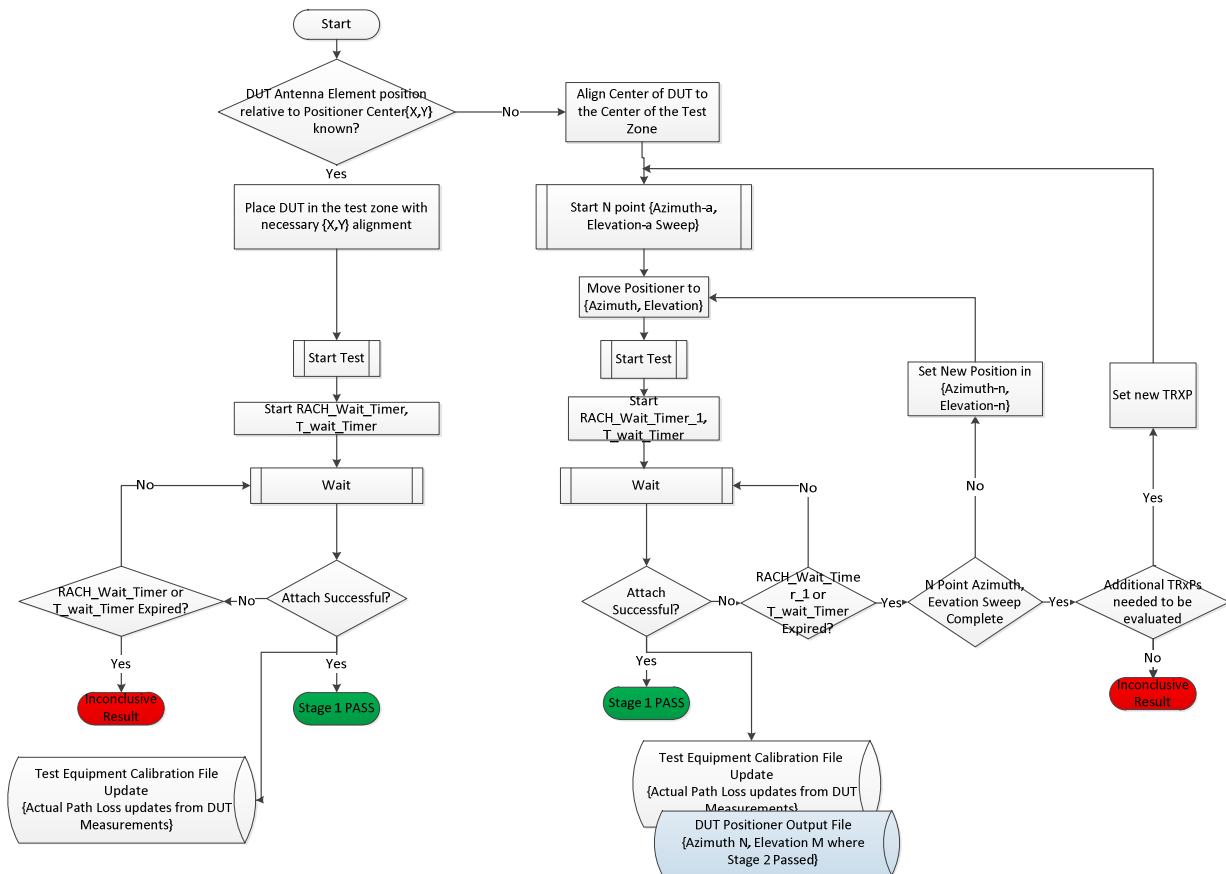 Start
DUT Antenna Element position
relative to Positioner Center{X,Y}
known?
No
Align Center of DUT to
the Center of the Test
Zone
Yes
Place DUT in the test zone with
necessary {X,Y} alignment
Start N point {Azimuth-a,
Elevation-a Sweep}
Move Positioner to
{Azimuth, Elevation}
Start Test
Start Test
Set New Position in
{Azimuth-n,
Elevation-n}
Set new TRXP
Start RACH_Wait_Timer,
T_wait_Timer
Start
RACH_Wait_Timer_1,
T_wait_Timer
No
Wait
Wait
No
No
Yes
RACH_Wait_Timer or
T_wait_Timer Expired?
No
Attach Successful?
Attach
Successful?
No
RACH_Wait_Time
r_1 or
T_wait_Timer
Expired?
Yes
N Point Azimuth,
Eevation Sweep
Complete
Yes
Additional TRxPs
needed to be
evaluated
Yes
Yes
Yes
No
Inconclusive
Result
Stage 1 PASS
Stage 1 PASS
Inconclusive
Result
Test Equipment Calibration File
Update
{Actual Path Loss updates from DUT
Measurements}
Test Equipment Calibration File
Update
{Actual Path Loss updates from DUT
Measurements}
DUT Positioner Output File
{Azimuth N, Elevation M where
Stage 2 Passed}